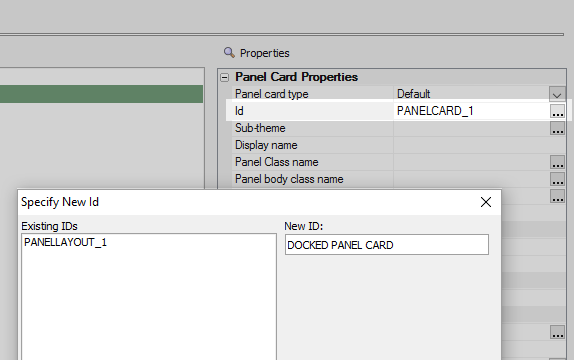 Properties
Panel Card Properties
Panel card type Default
Id PANELCARD_1 ...
Sub-theme ...
Display name
Panel Class name ...
Panel body class name ...
...
Specify New Id
Existing IDs New ID:
PANELLAYOUT_1 DOCKED PANEL CARD
...
...